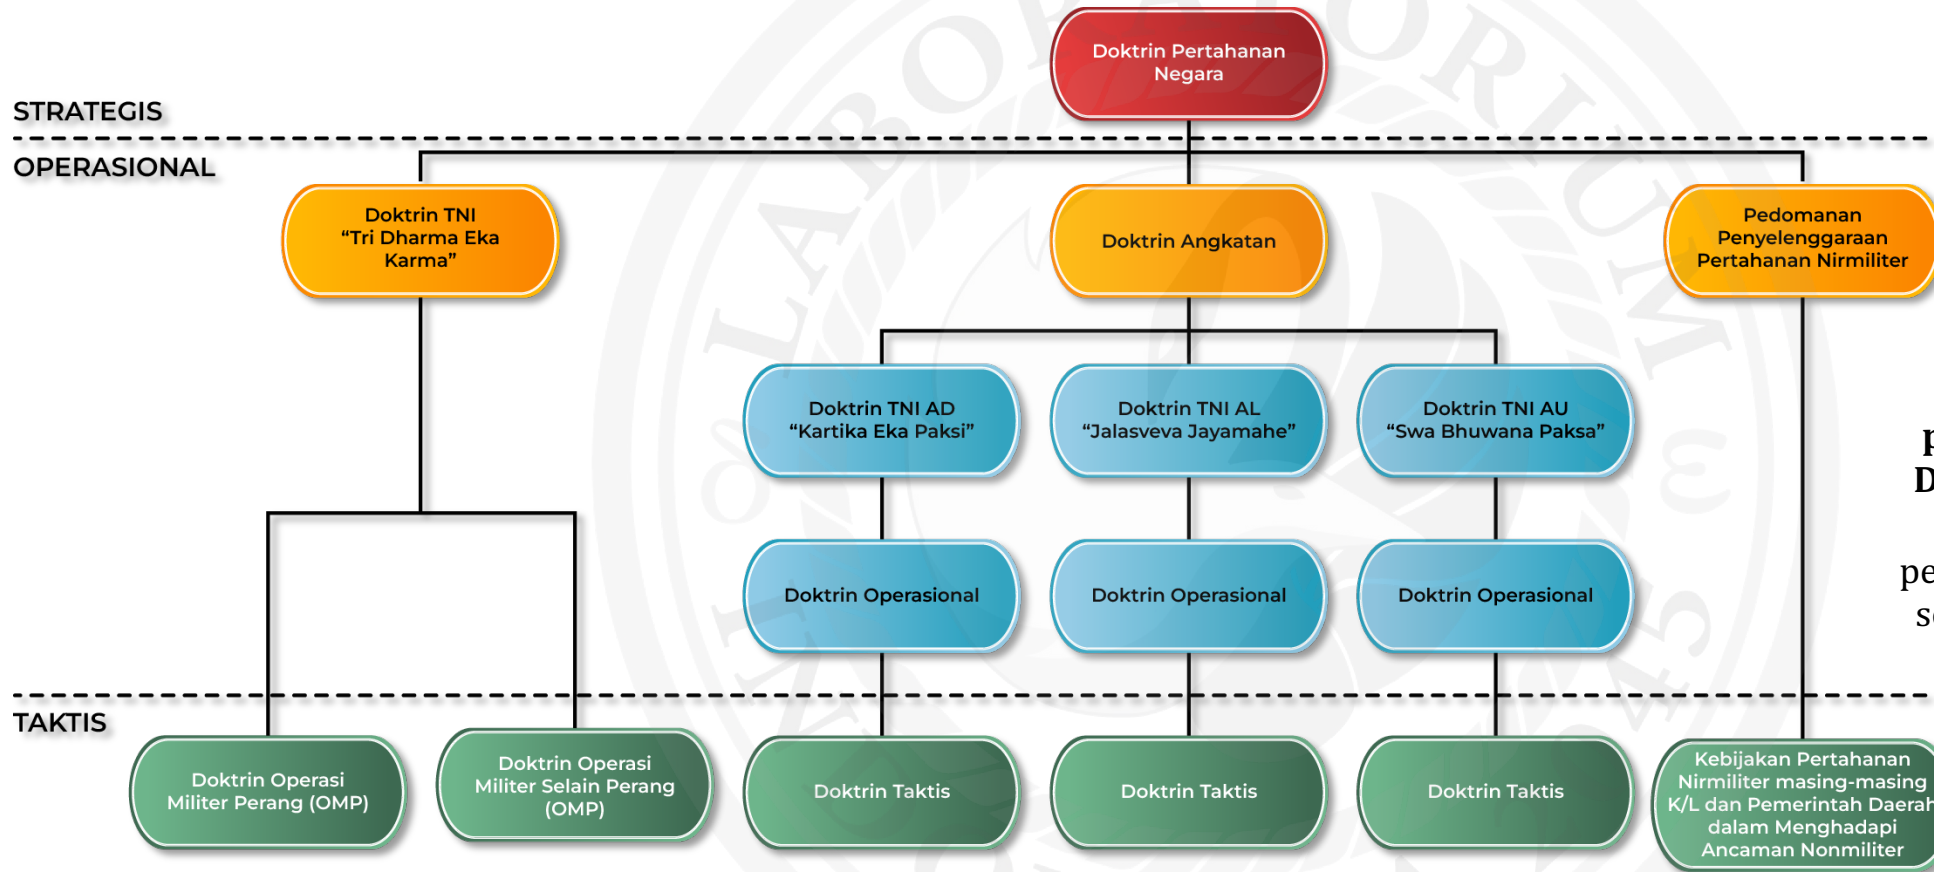 Doktrin Pertahanan
Negara
STRATEGIS
OPERASIONAL
Doktrin TNI
“Tri Dharma Eka
Karma”
Doktrin Angkatan
Pedomanan
Penyelenggaraan
Pertahanan Nirmiliter
Doktrin TNI AD
“Kartika Eka Paksi”
Doktrin TNI AL
“Jalasveva Jayamahe”
Doktrin TNI AU
“Swa Bhuwana Paksa”
Doktrin Operasional
Doktrin Operasional
Doktrin Operasional
TAKTIS
Doktrin Operasi
Militer Perang (OMP)
Doktrin Operasi
Militer Selain Perang
(OMP)
Doktrin Taktis
Doktrin Taktis
Doktrin Taktis
Kebijakan Pertahanan
Nirmiliter masing-masing
K/L dan Pemerintah Daerah
dalam Menghadapi
Ancaman Nonmiliter
LABORATORIUM
1945